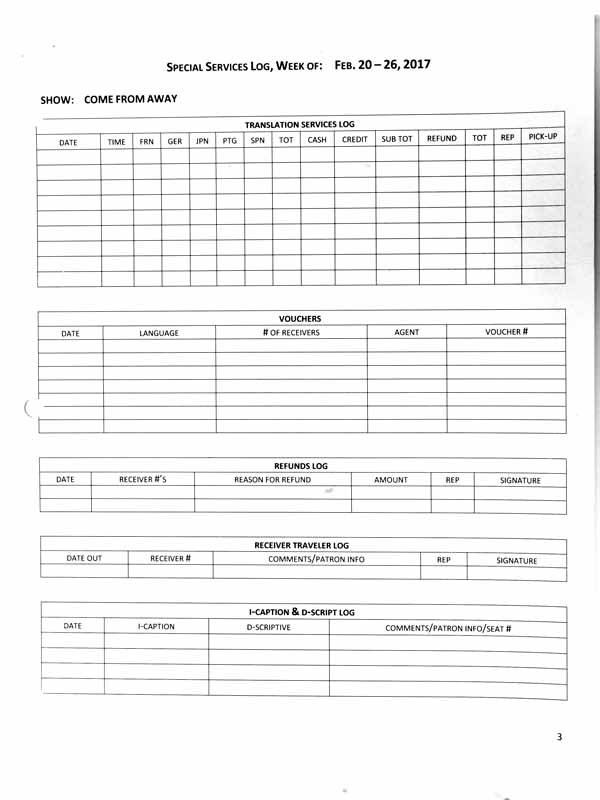 SPECIAL SERVICES LOG, WEEK OF: FEB. 20 – 26, 2017
SHOW: COME FROM AWAY
TRANSLATION SERVICES LOG
DATE TIME FRN GER JPN PTG SPN TOT CASH CREDIT SUB TOT REFUND TOT REP PICK-UP
VOUCHERS
DATE LANGUAGE # OF RECEIVERS AGENT VOUCHER #
REFUNDS LOG
DATE RECEIVER #'S REASON FOR REFUND AMOUNT REP SIGNATURE
RECEIVER TRAVELER LOG
DATE OUT RECEIVER # COMMENTS/PATRON INFO REP SIGNATURE
I-CAPTION & D-SCRIPT LOG
DATE I-CAPTION D-SCRIPTIVE COMMENTS/PATRON INFO/SEAT #
3